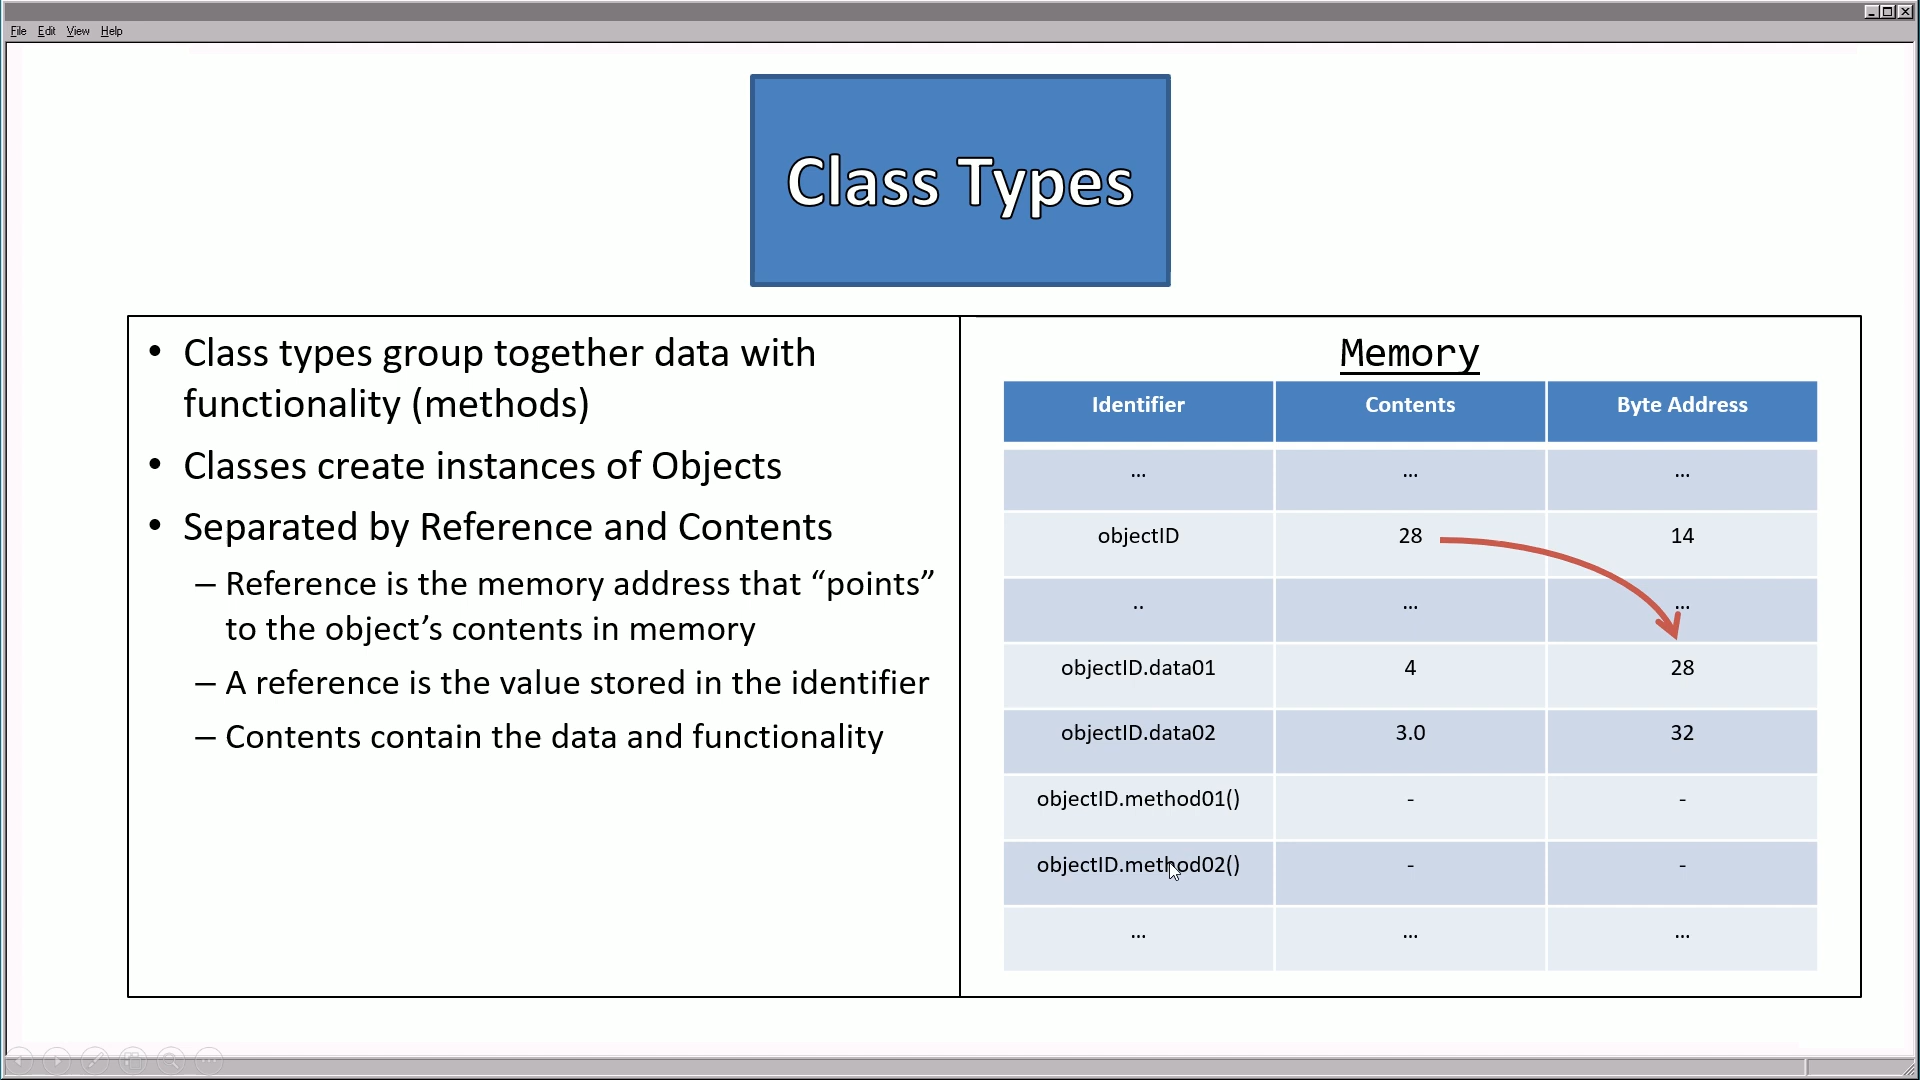 File Edit View Help
Class Types
• Class types group together data with
functionality (methods)
• Classes create instances of Objects
• Separated by Reference and Contents
– Reference is the memory address that “points”
to the object’s contents in memory
– A reference is the value stored in the identifier
– Contents contain the data and functionality
Memory
Identifier Contents Byte Address
... ... ...
objectID 28 14
.. ... ...
objectID.data01 4 28
objectID.data02 3.0 32
objectID.method01() - -
objectID.method02() - -
... ... ...